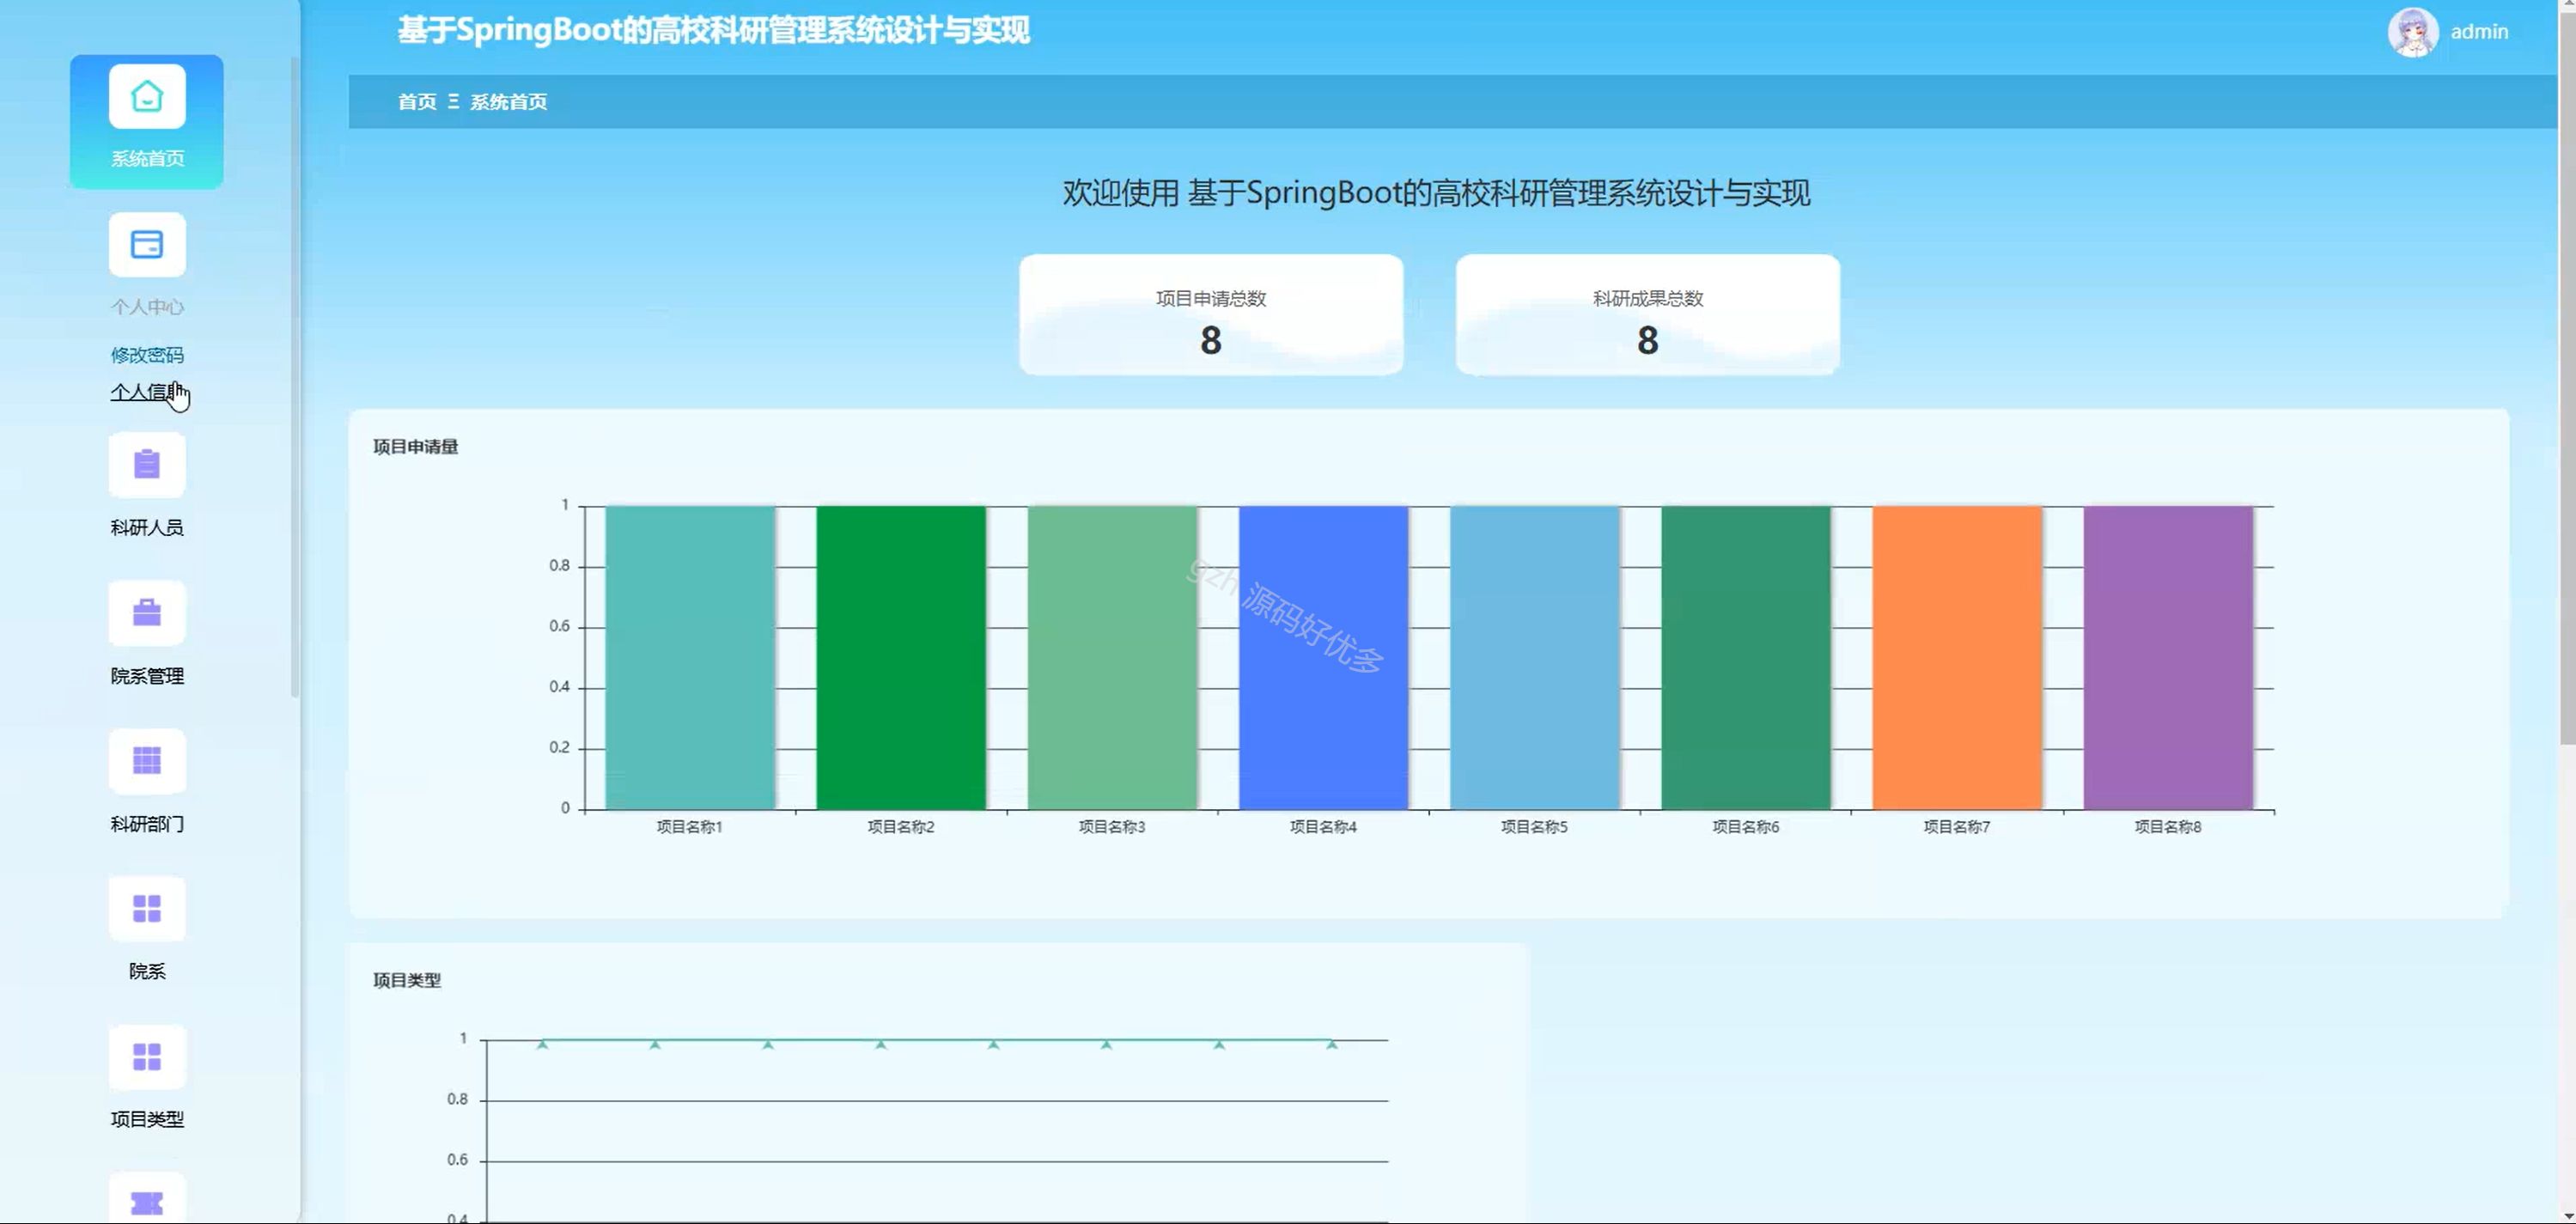 基于SpringBoot的高校科研管理系统设计与实现
admin
首页 Ξ 系统首页
系统首页
个人中心
修改密码
个人信息
科研人员
院系管理
科研部门
院系
项目类型
欢迎使用 基于SpringBoot的高校科研管理系统设计与实现
项目申请总数
8
科研成果总数
8
项目申请量
1
0.8
0.6
0.4
0.2
0
项目名称1 项目名称2 项目名称3 项目名称4 项目名称5 项目名称6 项目名称7 项目名称8
gzh 源码好优多
项目类型
1
0.8
0.6
0.4